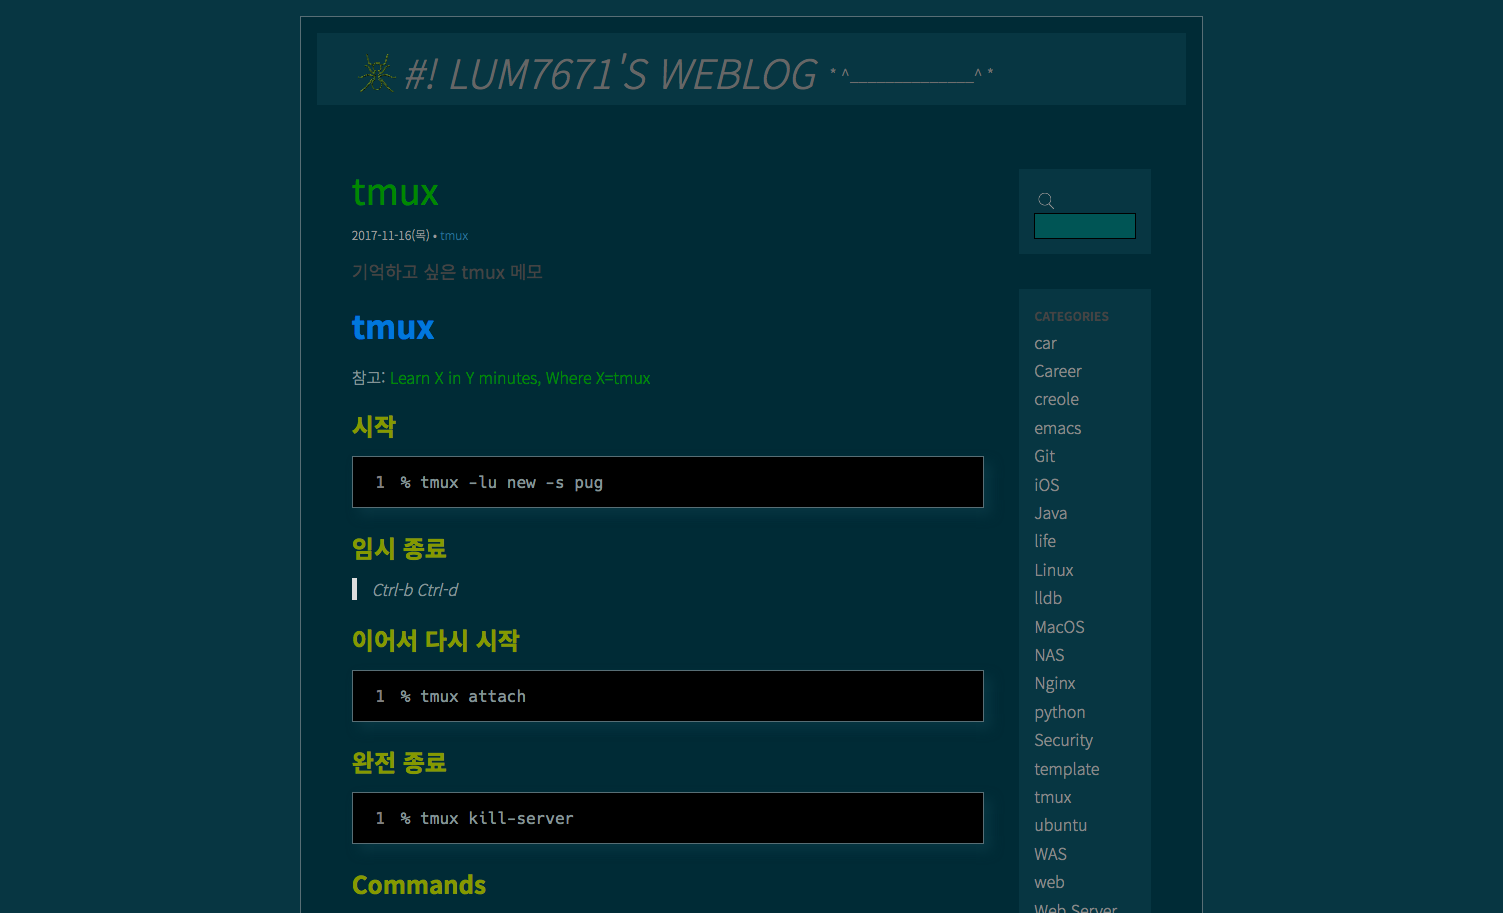 #! LUM7671'S WEBLOG * ^______________^ *
tmux
2017-11-16(목) • tmux
기억하고 싶은 tmux 메모
tmux
참고: Learn X in Y minutes, Where X=tmux
시작
1 % tmux -lu new -s pug
임시 종료
Ctrl-b Ctrl-d
이어서 다시 시작
1 % tmux attach
완전 종료
1 % tmux kill-server
Commands
CATEGORIES
car
Career
creole
emacs
Git
iOS
Java
life
Linux
lldb
MacOS
NAS
Nginx
python
Security
template
tmux
ubuntu
WAS
web
Web Server